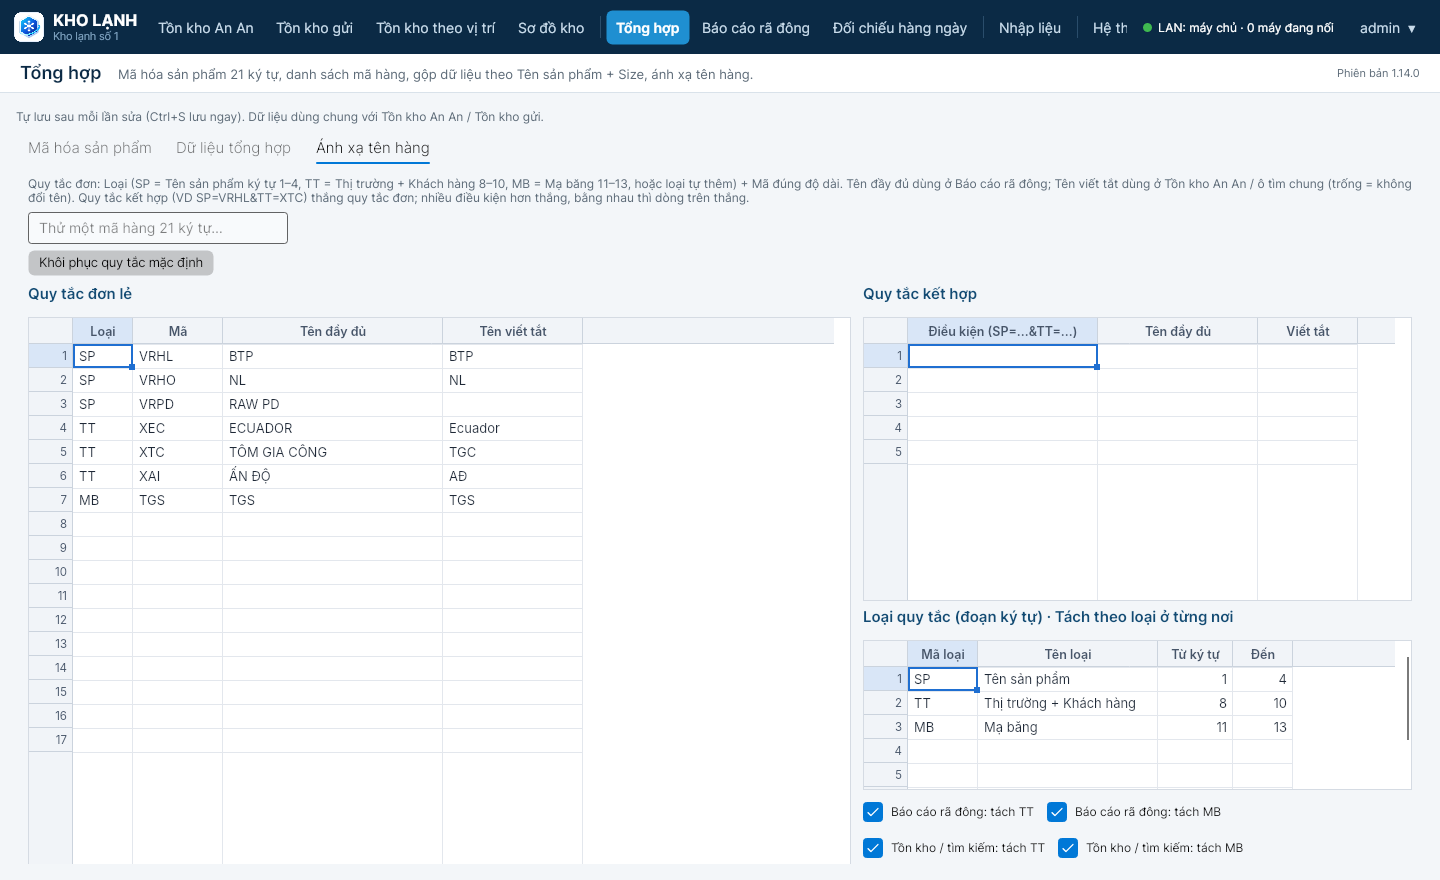 KHO LẠNH
Kho lạnh số 1
Tồn kho An An
Tồn kho gửi
Tồn kho theo vị trí
Sơ đồ kho
Tổng hợp
Báo cáo rã đông
Đối chiếu hàng ngày
Nhập liệu
Hệ th
LAN: máy chủ · 0 máy đang nối
admin ▾
Tổng hợp
Mã hóa sản phẩm 21 ký tự, danh sách mã hàng, gộp dữ liệu theo Tên sản phẩm + Size, ánh xạ tên hàng.
Phiên bản 1.14.0
Tự lưu sau mỗi lần sửa (Ctrl+S lưu ngay). Dữ liệu dùng chung với Tồn kho An An / Tồn kho gửi.
Mã hóa sản phẩm
Dữ liệu tổng hợp
Ánh xạ tên hàng
Quy tắc đơn: Loại (SP = Tên sản phẩm ký tự 1–4, TT = Thị trường + Khách hàng 8–10, MB = Mạ băng 11–13, hoặc loại tự thêm) + Mã đúng độ dài. Tên đầy đủ dùng ở Báo cáo rã đông; Tên viết tắt dùng ở Tồn kho An An / ô tìm chung (trống = không
đổi tên). Quy tắc kết hợp (VD SP=VRHL&TT=XTC) thắng quy tắc đơn; nhiều điều kiện hơn thắng, bằng nhau thì dòng trên thắng.
Thử một mã hàng 21 ký tự...
Khôi phục quy tắc mặc định
Quy tắc đơn lẻ
Loại Mã Tên đầy đủ Tên viết tắt
1 SP VRHL BTP BTP
2 SP VRHO NL NL
3 SP VRPD RAW PD
4 TT XEC ECUADOR Ecuador
5 TT XTC TÔM GIA CÔNG TGC
6 TT XAI ẤN ĐỘ AĐ
7 MB TGS TGS TGS
8
9
10
11
12
13
14
15
16
17
Quy tắc kết hợp
Điều kiện (SP=...&TT=...) Tên đầy đủ Viết tắt
1
2
3
4
5
Loại quy tắc (đoạn ký tự) · Tách theo loại ở từng nơi
Mã loại Tên loại Từ ký tự Đến
1 SP Tên sản phẩm 1 4
2 TT Thị trường + Khách hàng 8 10
3 MB Mạ băng 11 13
4
5
Báo cáo rã đông: tách TT
Báo cáo rã đông: tách MB
Tồn kho / tìm kiếm: tách TT
Tồn kho / tìm kiếm: tách MB